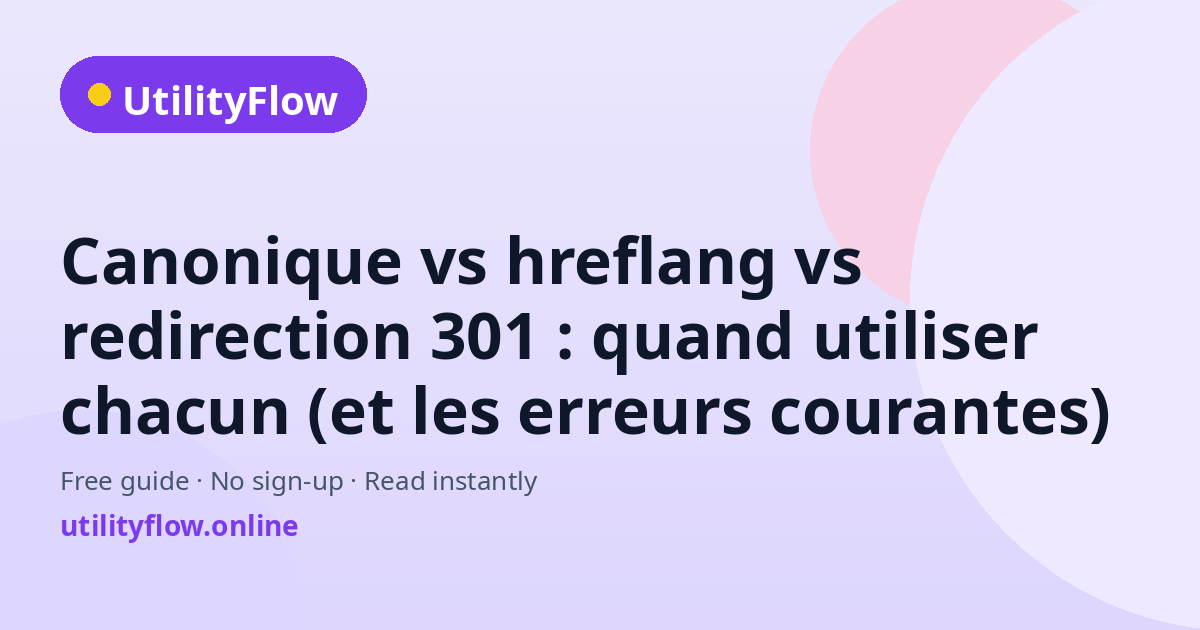 UtilityFlow
Canonique vs hreflang vs
redirection 301 : quand utiliser
chacun (et les erreurs courantes)
Free guide · No sign-up · Read instantly
utilityflow.online